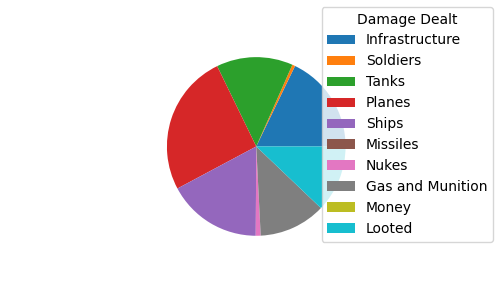 Damage Dealt
Infrastructure
Soldiers
Tanks
Planes
Ships
Missiles
Nukes
Gas and Munition
Money
Looted